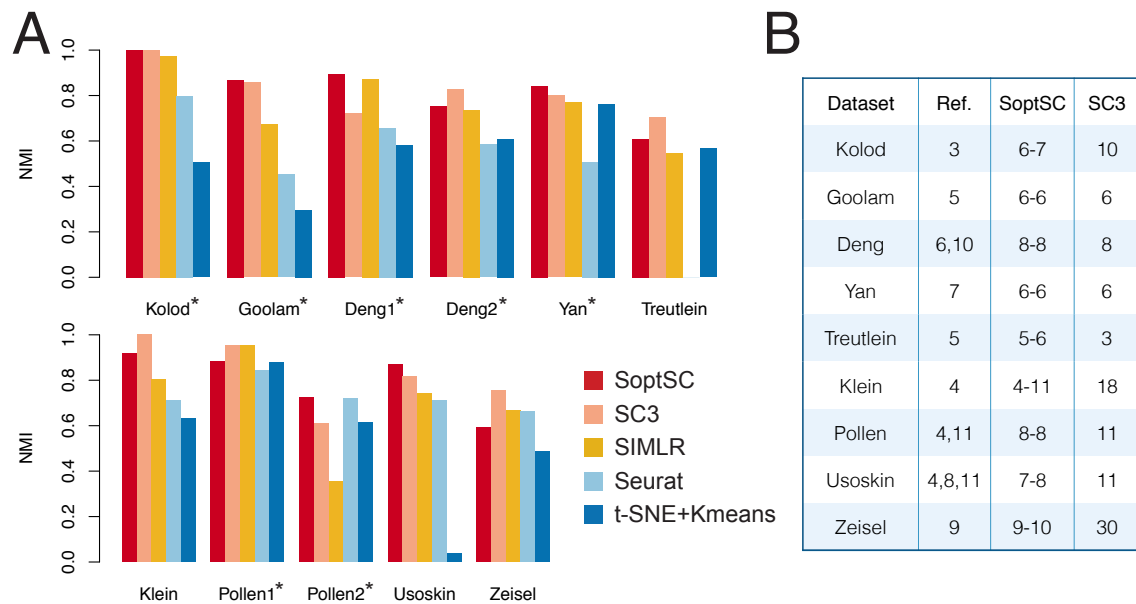 A
NMI
1.0
0.8
0.6
0.4
0.2
0.0
Kolod* Goolam* Deng1* Deng2* Yan* Treutlein
NMI
1.0
0.8
0.6
0.4
0.2
0.0
Klein Pollen1* Pollen2* Usoskin Zeisel
SoptSC
SC3
SIMLR
Seurat
t-SNE+Kmeans
B
Dataset Ref. SoptSC SC3
Kolod 3 6-7 10
Goolam 5 6-6 6
Deng 6,10 8-8 8
Yan 7 6-6 6
Treutlein 5 5-6 3
Klein 4 4-11 18
Pollen 4,11 8-8 11
Usoskin 4,8,11 7-8 11
Zeisel 9 9-10 30